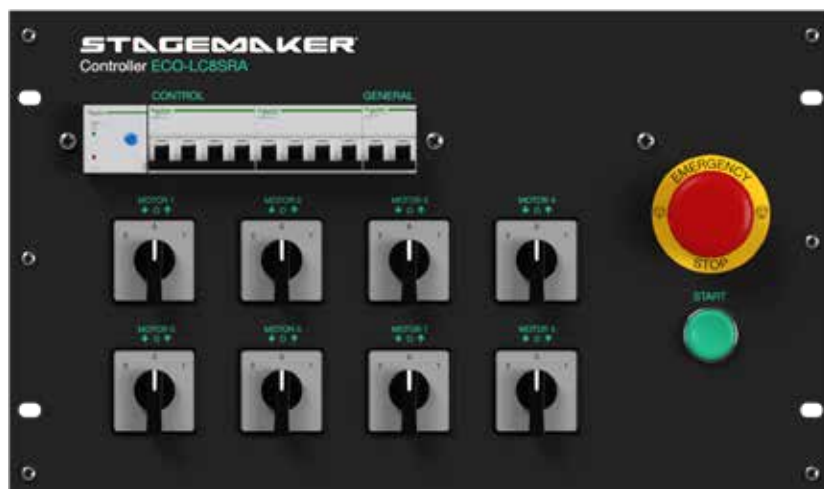 STAGEMAKER
Controller ECO-LC8SRA
CONTROL GENERAL
MOTOR 1 MOTOR 2 MOTOR 3 MOTOR 4
MOTOR 5 MOTOR 6 MOTOR 7 MOTOR 8
EMERGENCY
STOP
START